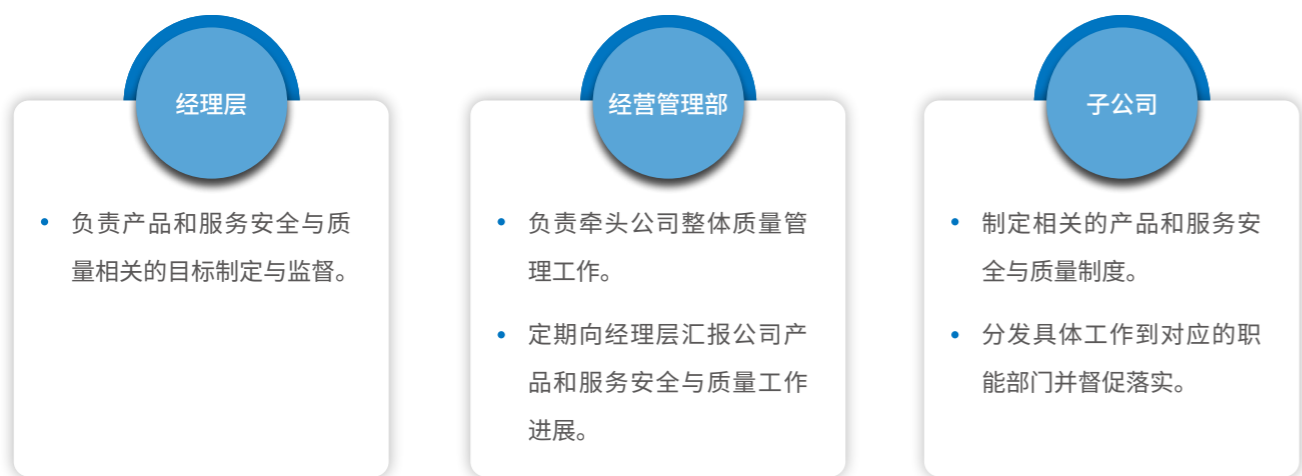 经理层
负责产品和服务安全与质
量相关的目标制定与监督。
经营管理部
负责牵头公司整体质量管
理工作。
定期向经理层汇报公司产
品和服务安全与质量工作
进展。
子公司
制定相关的产品和服务安
全与质量制度。
分发具体工作到对应的职
能部门并督促落实。